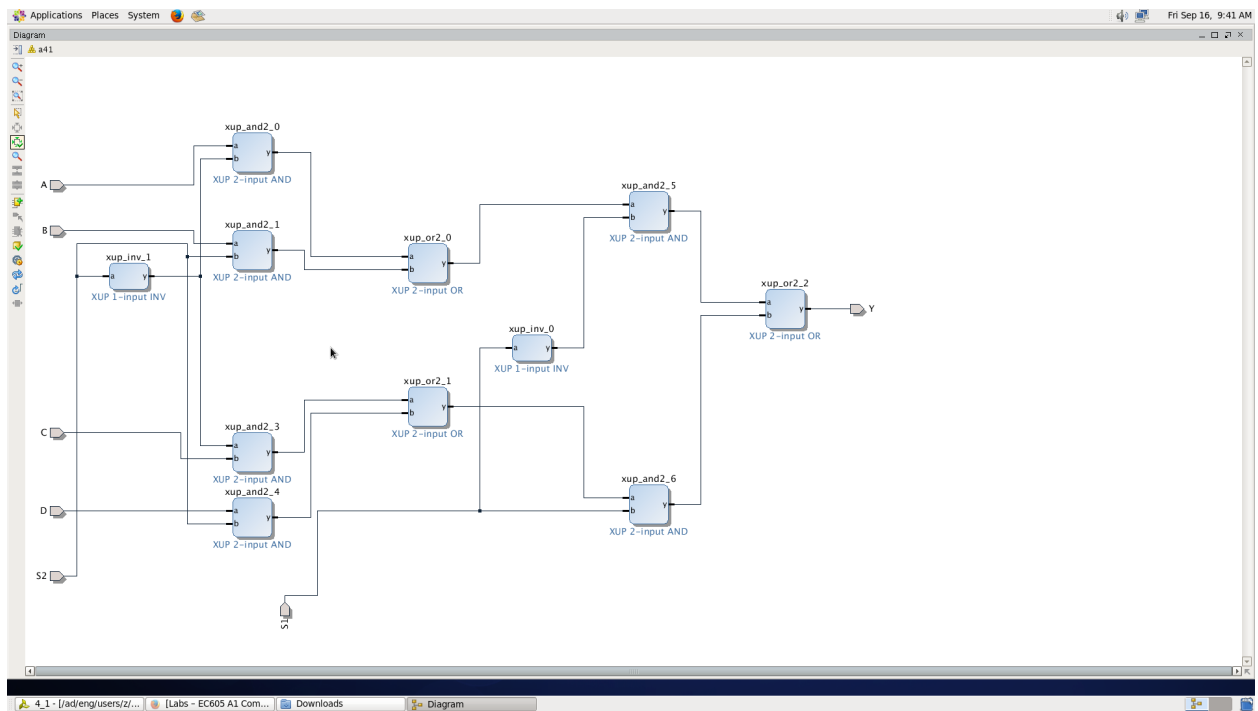 Applications Places System
Fri Sep 16, 9:41 AM
Diagram
a41
xup_and2_0
a
b
y
XUP 2-input AND
A
xup_and2_1
a
b
y
XUP 2-input AND
B
xup_inv_1
a y
XUP 1-input INV
xup_or2_0
a
b
y
XUP 2-input OR
xup_and2_5
a
b
y
XUP 2-input AND
xup_or2_2
a
b
y
XUP 2-input OR
Y
xup_inv_0
a y
XUP 1-input INV
xup_or2_1
a
b
y
XUP 2-input OR
C
xup_and2_3
a
b
y
XUP 2-input AND
D
xup_and2_4
a
b
y
XUP 2-input AND
xup_and2_6
a
b
y
XUP 2-input AND
S2
S1
4_1 - [/ad/eng/users/z/...
[Labs – EC605 A1 Com...
Downloads
Diagram